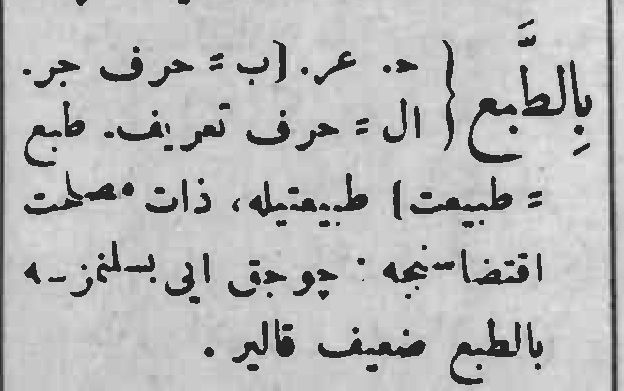 بِالطَّبع { ح. عر. [ب = حرف جر.
ال = حرف تعريف. طبع
= طبيعت] طبيعتيله، ذات مصلحت
اقتضاسنجه : چوجق ايى بسلنمزسه
بالطبع ضعيف قالير .